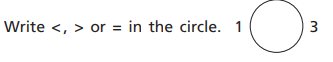 Write <, > or = in the circle. 1 3